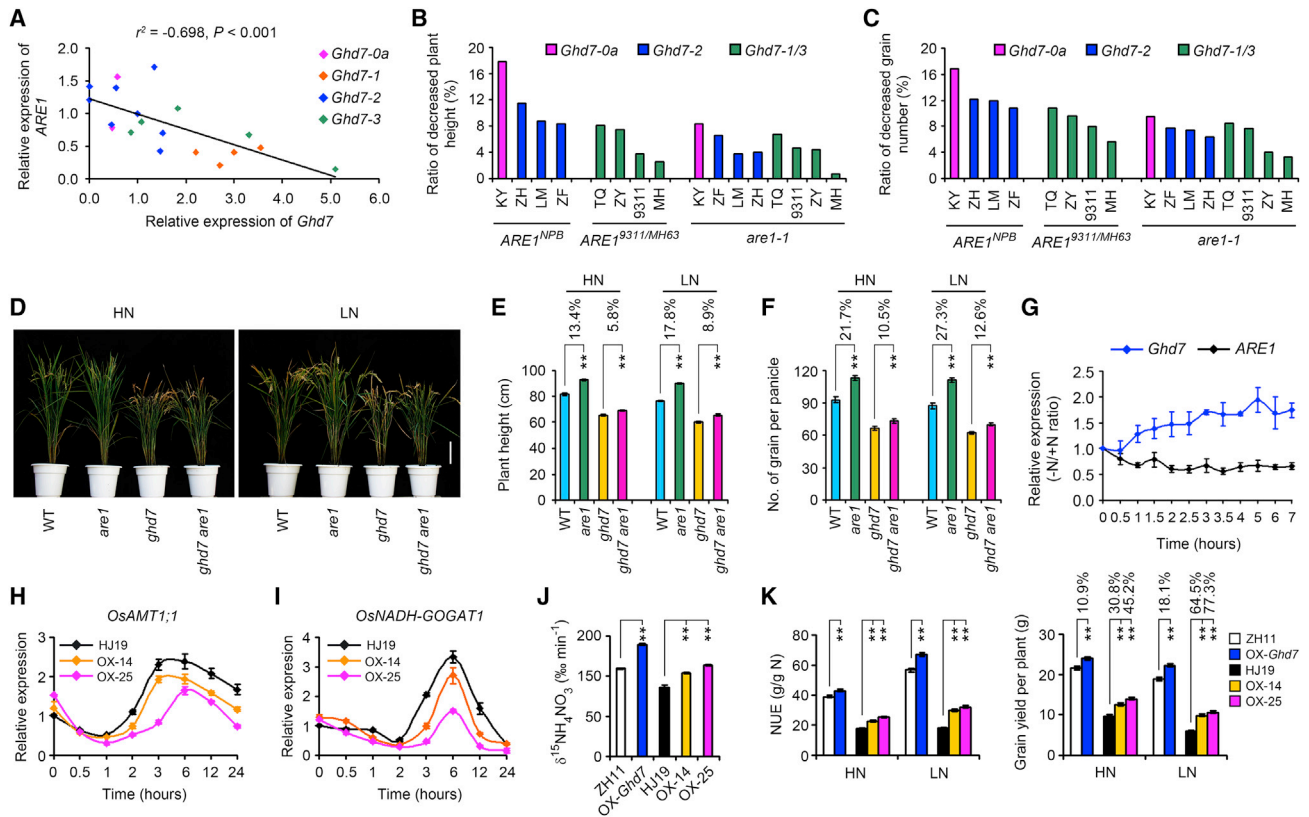 A
r² = -0.698, P < 0.001
Relative expression of ARE1
2.0
1.5
1.0
0.5
0.0
0.0 1.0 2.0 3.0 4.0 5.0 6.0
Relative expression of Ghd7
Ghd7-0a
Ghd7-1
Ghd7-2
Ghd7-3
B
Ghd7-0a Ghd7-2 Ghd7-1/3
Ratio of decreased plant height (%)
20
16
12
8
4
0
KY ZH LM ZF TQ ZY 9311 MH KY ZF LM ZH TQ 9311 ZY MH
ARE1NPB ARE19311/MH63 are1-1
C
Ghd7-0a Ghd7-2 Ghd7-1/3
Ratio of decreased grain number (%)
20
16
12
8
4
0
KY ZH LM ZF TQ ZY 9311 MH KY ZF LM ZH TQ 9311 ZY MH
ARE1NPB ARE19311/MH63 are1-1
D
HN LN
WT are1 ghd7 ghd7 are1 WT are1 ghd7 ghd7 are1
E
HN LN
13.4% 5.8% 17.8% 8.9%
** ** ** **
Plant height (cm)
100
80
60
40
20
0
WT are1 ghd7 ghd7 are1 WT are1 ghd7 ghd7 are1
F
HN LN
21.7% 10.5% 27.3% 12.6%
** ** ** **
No. of grain per panicle
120
90
60
30
0
WT are1 ghd7 ghd7 are1 WT are1 ghd7 ghd7 are1
G
Ghd7 ARE1
Relative expression (-N/+N ratio)
2.5
2.0
1.5
1.0
0.5
0.0
0 0.5 1 1.5 2 2.5 3 3.5 4 5 6 7
Time (hours)
H
OsAMT1;1
HJ19
OX-14
OX-25
Relative expression
3
2
1
0
0 0.5 1 2 3 6 12 24
Time (hours)
I
OsNADH-GOGAT1
HJ19
OX-14
OX-25
Relative expression
4
3
2
1
0
0 0.5 1 2 3 6 12 24
Time (hours)
J
δ15NH4NO3 (‰ min-1)
225
150
75
0
** ** **
ZH11 OX-Ghd7 HJ19 OX-14 OX-25
K
NUE (g/g N)
80
60
40
20
0
** ** ** ** ** **
HN LN
Grain yield per plant (g)
30
20
10
0
10.9% 30.8% 45.2% 18.1% 64.5% 77.3%
** ** ** ** ** **
HN LN
ZH11
OX-Ghd7
HJ19
OX-14
OX-25